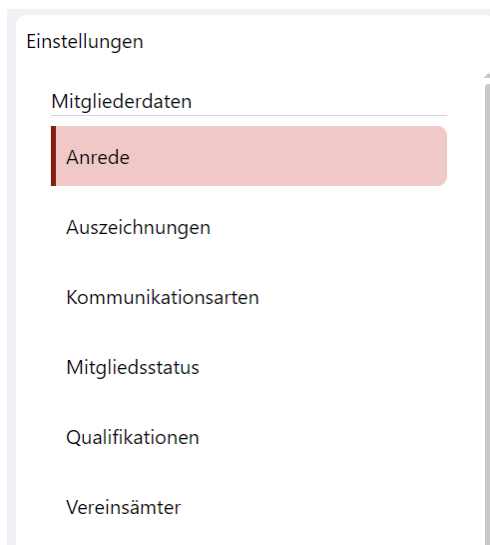 Einstellungen
Mitgliederdaten
Anrede
Auszeichnungen
Kommunikationsarten
Mitgliedsstatus
Qualifikationen
Vereinsämter